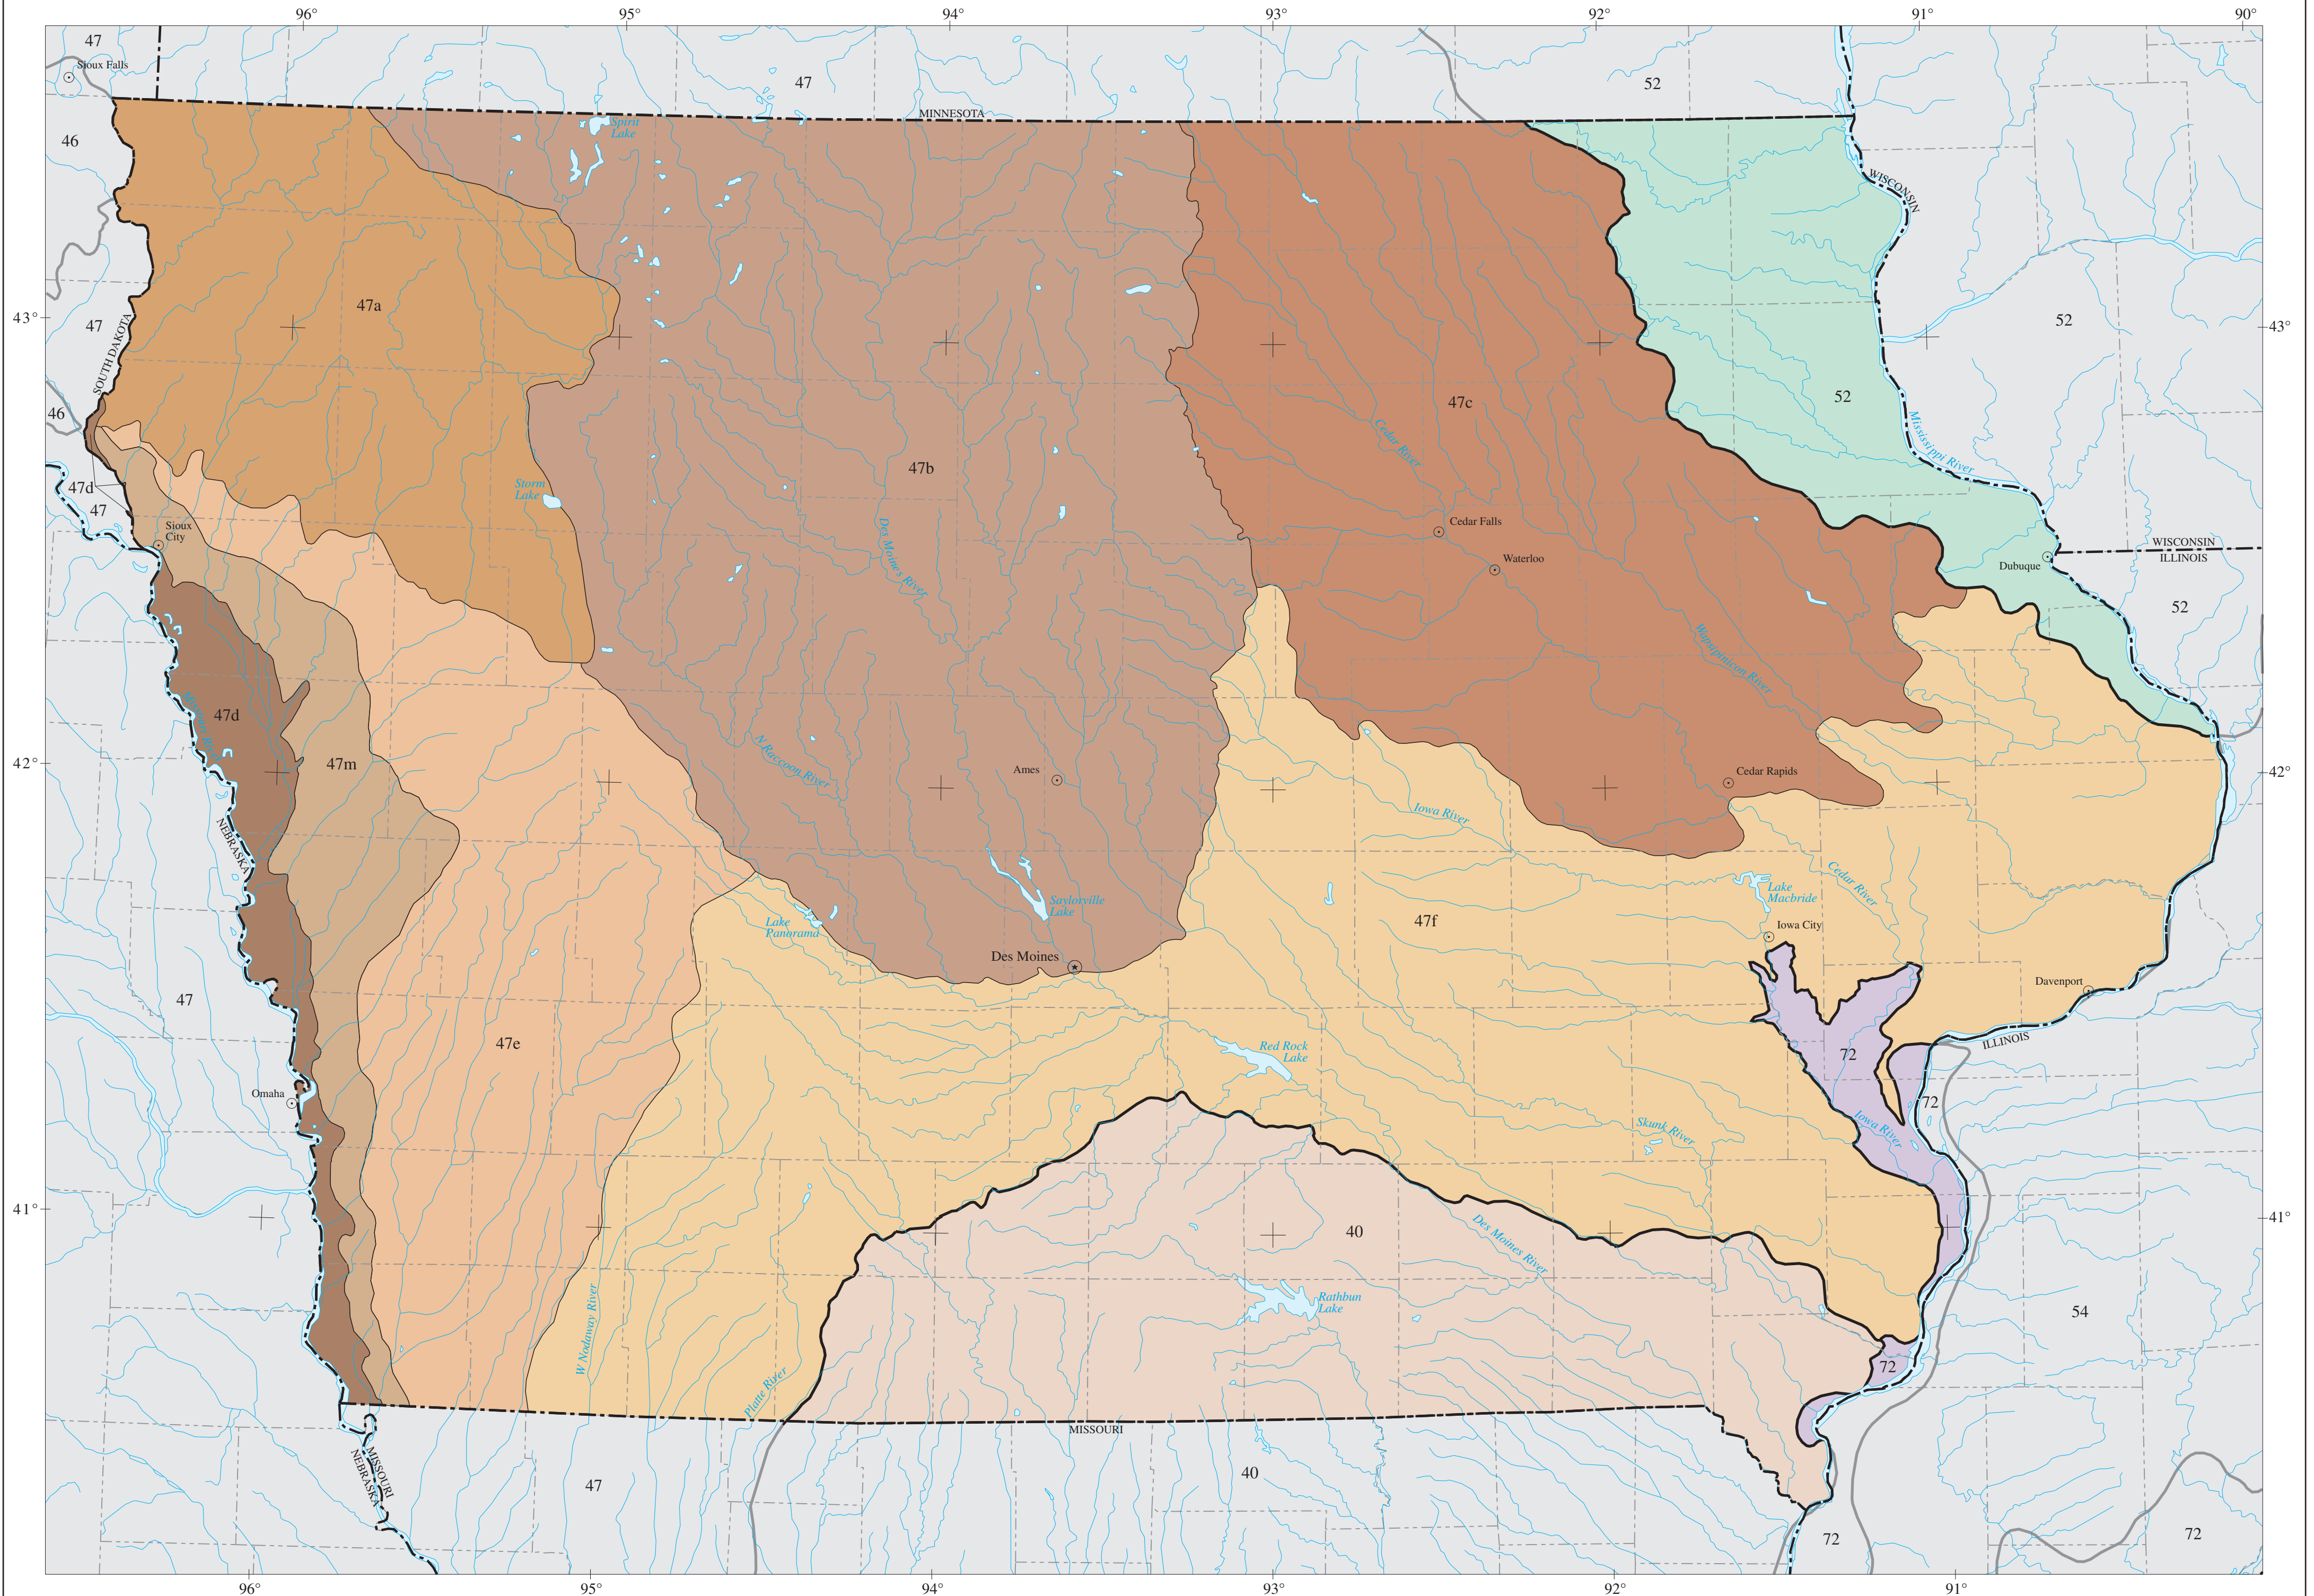 96°
95°
94°
93°
92°
91°
90°
47
Sioux Falls
47
52
MINNESOTA
Spirit
Lake
46
WISCONSIN
47a
43°
47
SOUTH DAKOTA
52
43°
46
47c
52
Cedar River
Mississippi River
47b
47d
Storm
Lake
47
Sioux
City
Des Moines River
Cedar Falls
Waterloo
WISCONSIN
ILLINOIS
Dubuque
52
Wapsipinicon River
Missouri River
47d
47m
42°
N Raccoon River
Ames
Cedar Rapids
42°
NEBRASKA
Iowa River
Cedar River
Lake
Macbride
Saylorville
Lake
Lake
Panorama
47f
Iowa City
Des Moines
Davenport
47
47e
Red Rock
Lake
72
ILLINOIS
Omaha
72
Skunk River
Iowa River
41°
40
Des Moines River
41°
W Nodaway River
Rathbun
Lake
54
72
Platte River
MISSOURI
MISSOURI
NEBRASKA
47
40
72
72
96°
95°
94°
93°
92°
91°